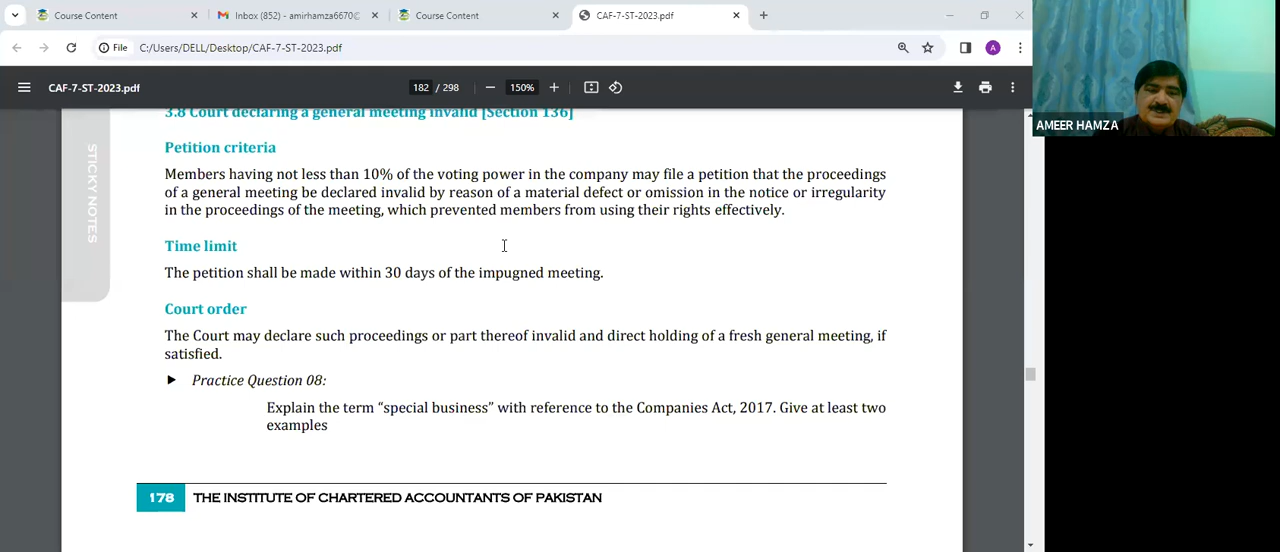 Course Content
Inbox (852) - amirhamza6670@
Course Content
CAF-7-ST-2023.pdf
File
C:/Users/DELL/Desktop/CAF-7-ST-2023.pdf
A
CAF-7-ST-2023.pdf
182 / 298
150%
AMEER HAMZA
STICKY NOTES
3.8 Court declaring a general meeting invalid [Section 136]
Petition criteria
Members having not less than 10% of the voting power in the company may file a petition that the proceedings
of a general meeting be declared invalid by reason of a material defect or omission in the notice or irregularity
in the proceedings of the meeting, which prevented members from using their rights effectively.
Time limit
The petition shall be made within 30 days of the impugned meeting.
Court order
The Court may declare such proceedings or part thereof invalid and direct holding of a fresh general meeting, if
satisfied.
Practice Question 08:
Explain the term “special business” with reference to the Companies Act, 2017. Give at least two
examples
178 THE INSTITUTE OF CHARTERED ACCOUNTANTS OF PAKISTAN